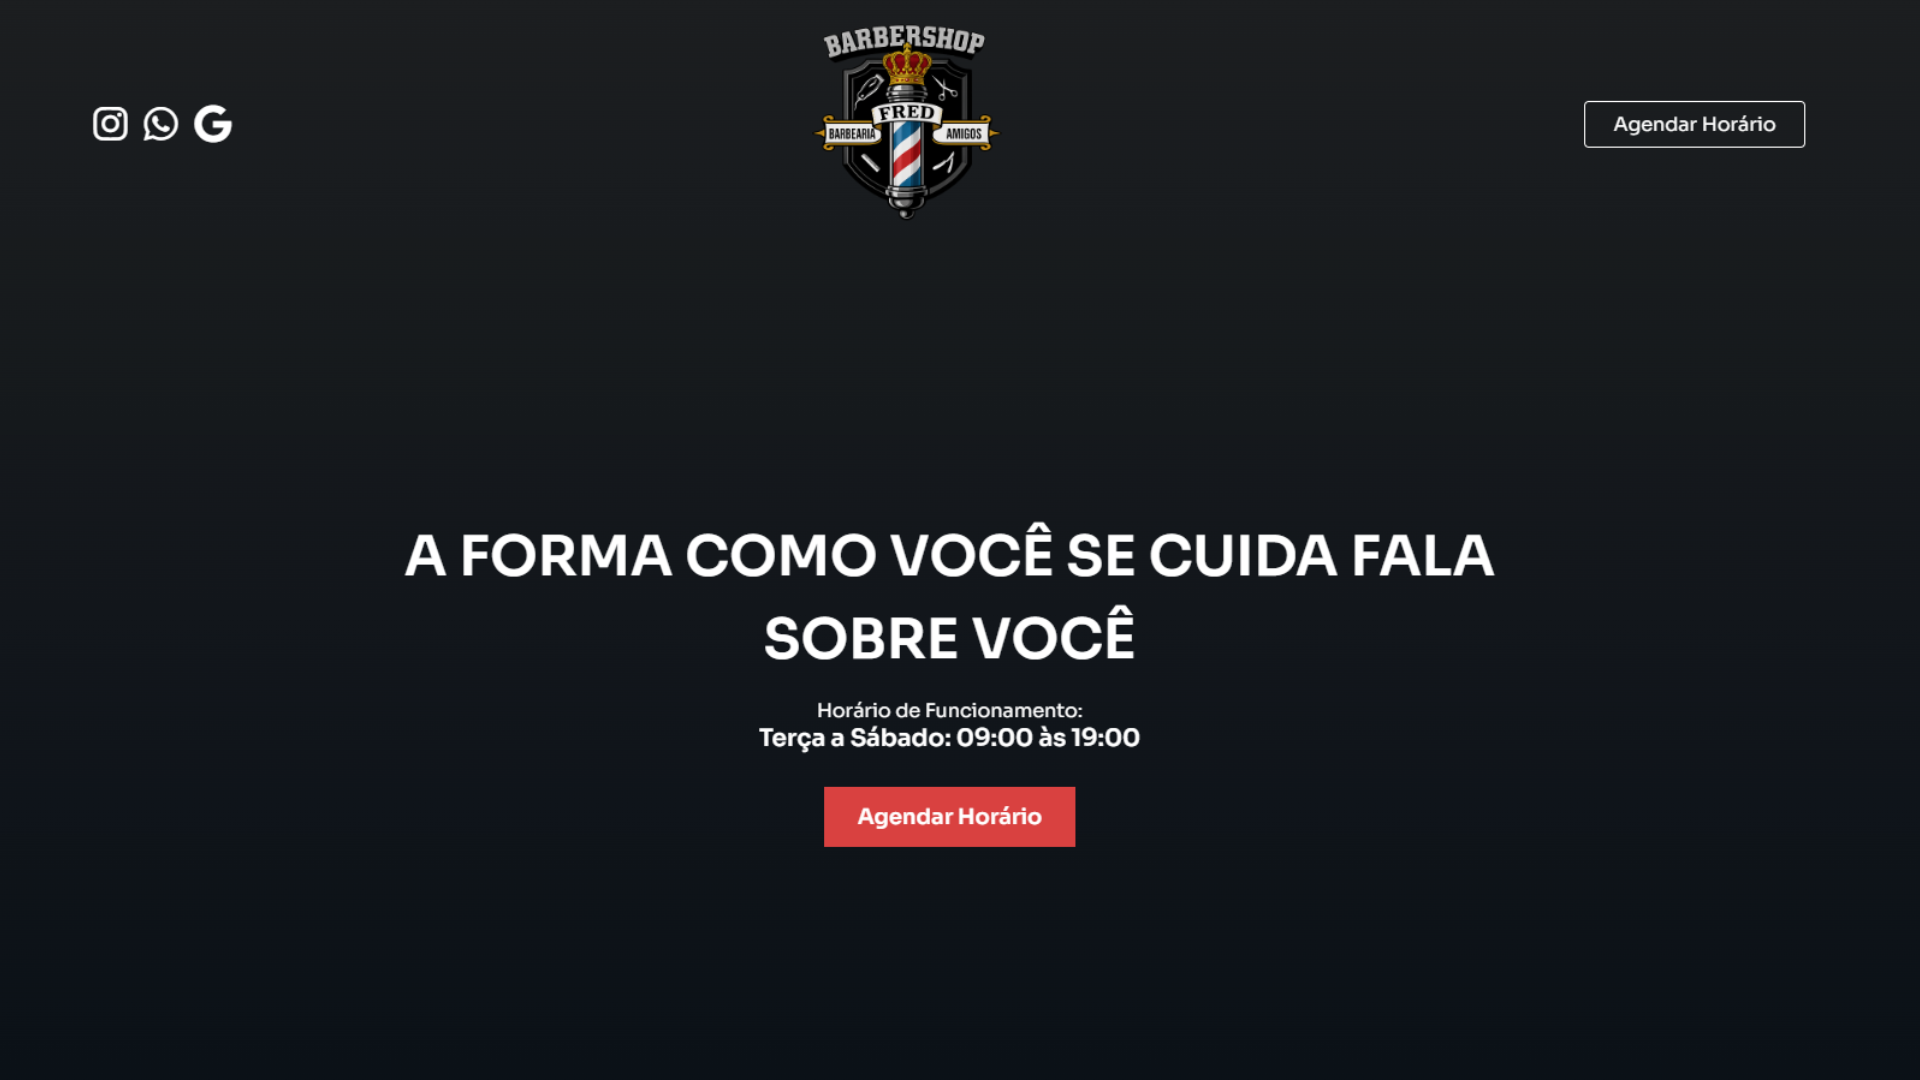 BARBERSHOP
FRED
BARBEARIA AMIGOS
Agendar Horário
A FORMA COMO VOCÊ SE CUIDA FALA
SOBRE VOCÊ
Horário de Funcionamento:
Terça a Sábado: 09:00 às 19:00
Agendar Horário